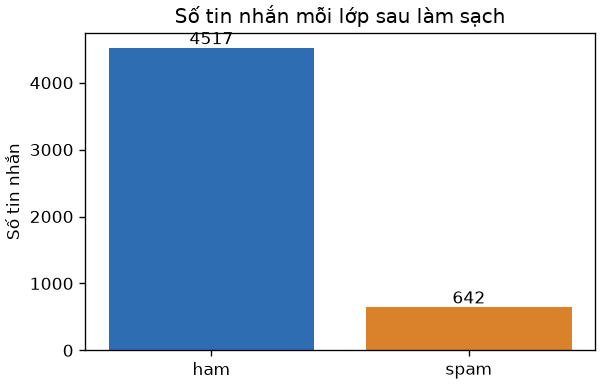 Số tin nhắn mỗi lớp sau làm sạch
4517
4000
3000
2000
1000
0
Số tin nhắn
642
ham
spam